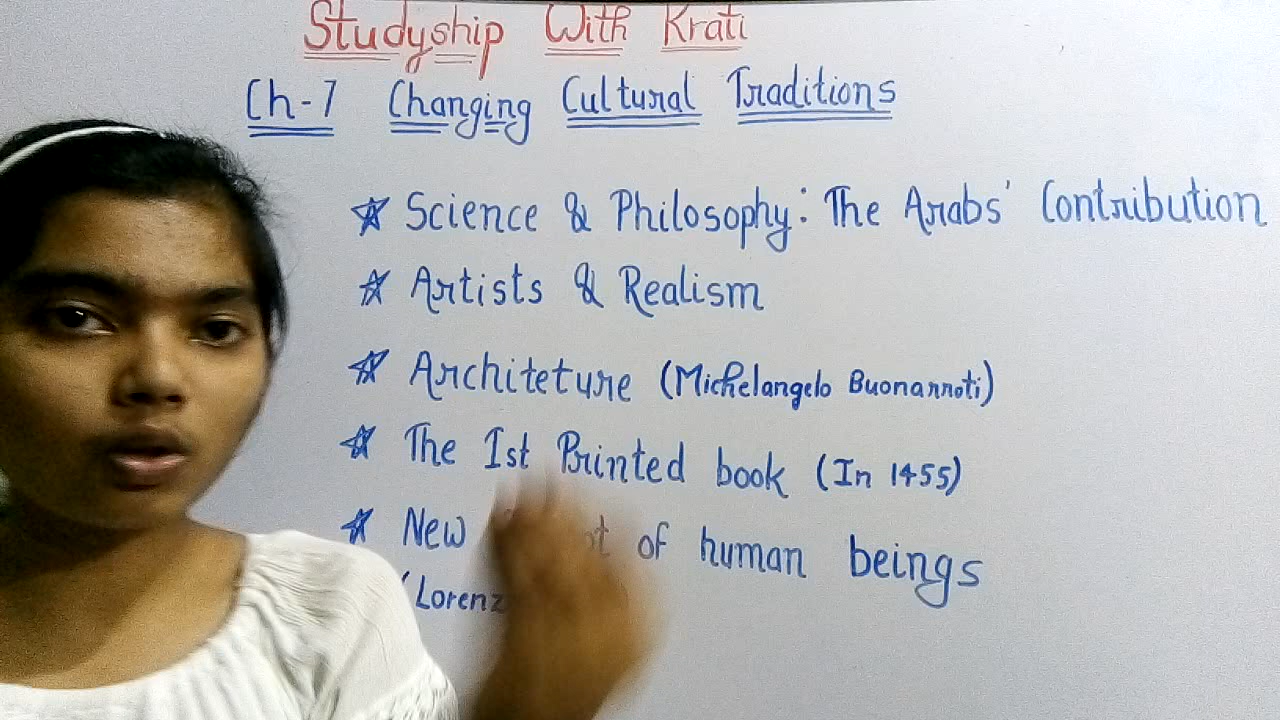 Studyship With Krati
Ch-7 Changing Cultural Traditions
☆ Science & Philosophy: The Arabs' Contribution
☆ Artists & Realism
☆ Architeture (Michelangelo Buonarroti)
☆ The Ist Printed book (In 1455)
☆ New of human beings